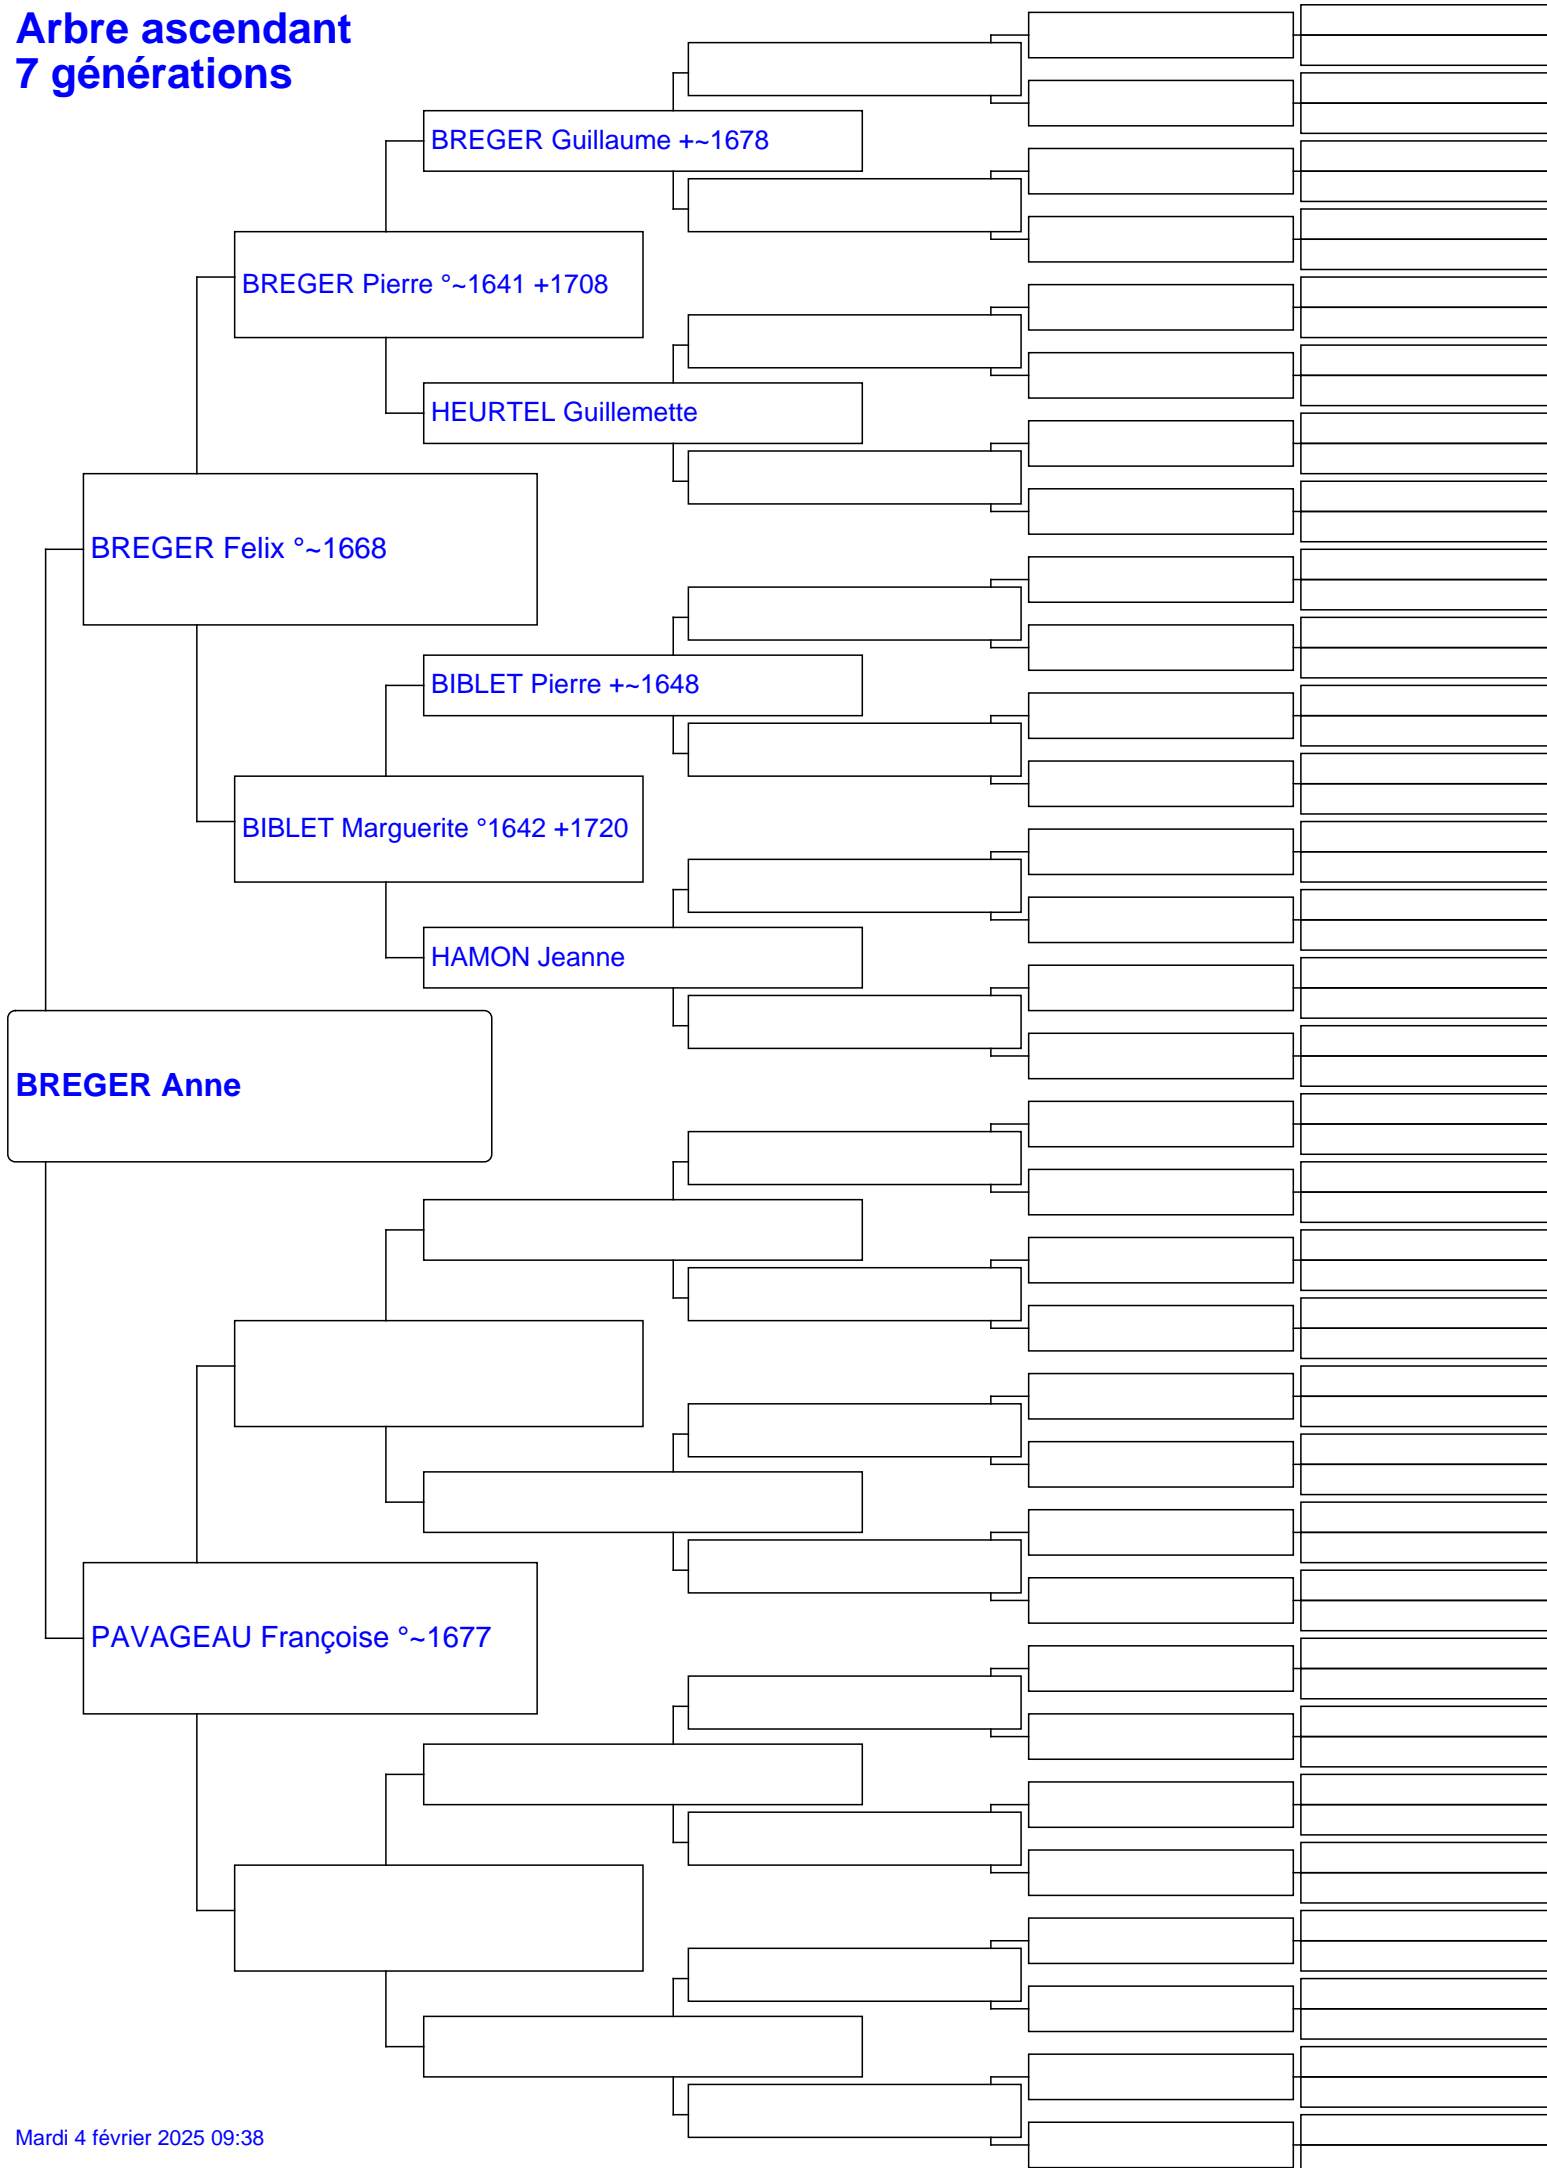 Arbre ascendant
7 générations
BREGER Guillaume +~1678
BREGER Pierre °~1641 +1708
HEURTEL Guillemette
BREGER Felix °~1668
BIBLET Pierre +~1648
BIBLET Marguerite °1642 +1720
HAMON Jeanne
BREGER Anne
PAVAGEAU Françoise °~1677
Mardi 4 février 2025 09:38